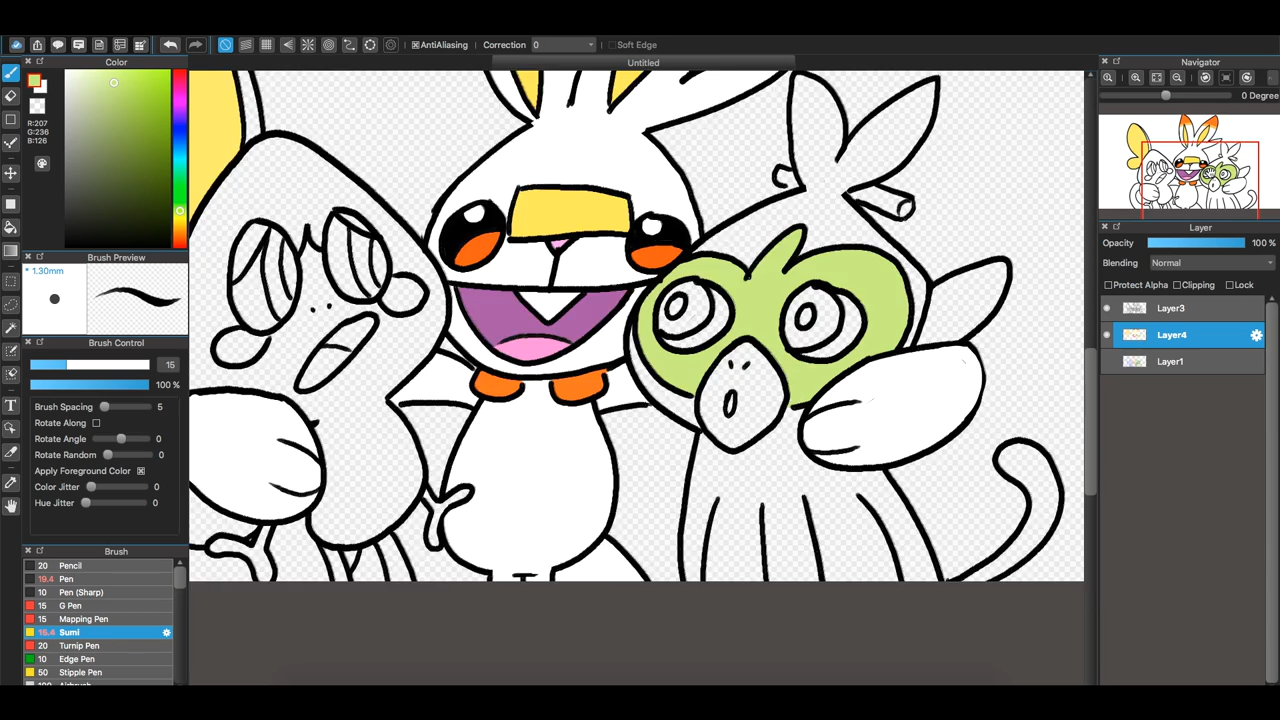 AntiAliasing Correction 0 Soft Edge
Color
Untitled
Navigator
0 Degree
R:207
G:236
B:126
Brush Preview
* 1.30mm
Brush Control
15
100 %
Brush Spacing 5
Rotate Along
Rotate Angle 0
Rotate Random 0
Apply Foreground Color
Color Jitter 0
Hue Jitter 0
Brush
20 Pencil
19.4 Pen
10 Pen (Sharp)
15 G Pen
15 Mapping Pen
15.4 Sumi
20 Turnip Pen
10 Edge Pen
50 Stipple Pen
Layer
Opacity 100 %
Blending Normal
Protect Alpha Clipping Lock
Layer3
Layer4
Layer1